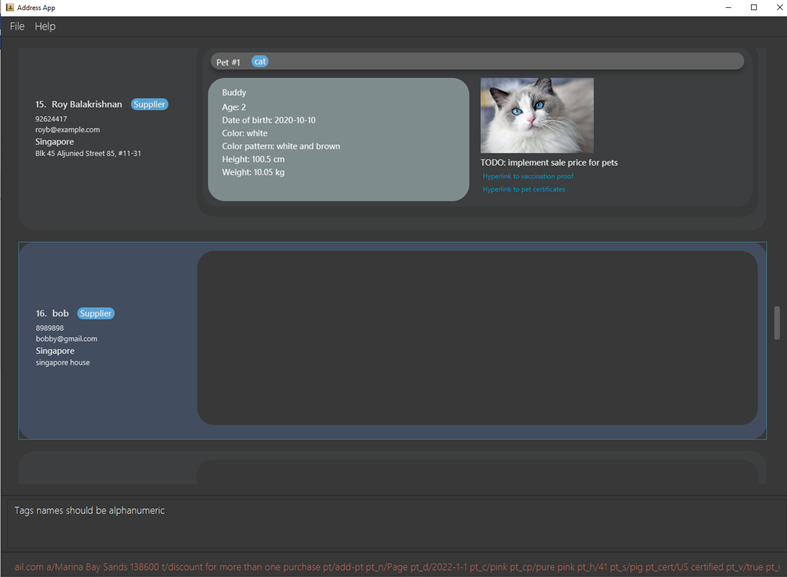 Address App
File Help
Pet #1 cat
15. Roy Balakrishnan Supplier
92624417
royb@example.com
Singapore
Blk 45 Aljunied Street 85, #11-31
Buddy
Age: 2
Date of birth: 2020-10-10
Color: white
Color pattern: white and brown
Height: 100.5 cm
Weight: 10.05 kg
TODO: implement sale price for pets
Hyperlink to vaccination proof
Hyperlink to pet certificates
16. bob Supplier
8989898
bobby@gmail.com
Singapore
singapore house
Tags names should be alphanumeric
ail.com a/Marina Bay Sands 138600 t/discount for more than one purchase pt/add-pt pt_n/Page pt_d/2022-1-1 pt_c/pink pt_cp/pure pink pt_h/41 pt_s/pig pt_cert/US certified pt_v/true pt_